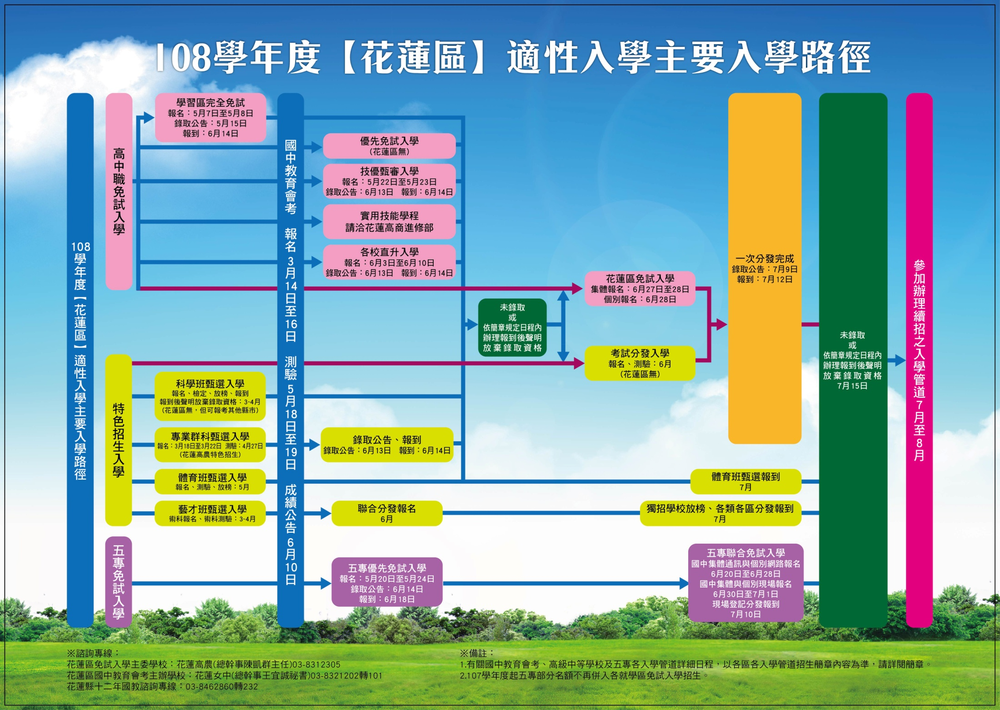 108學年度【花蓮區】適性入學主要入學路徑
108學年度【花蓮區】適性入學主要入學路徑
高中職免試入學
學習區完全免試
報名：5月7日至5月8日
錄取公告：5月15日
報到：6月14日
國中教育會考 報名3月14日至16日 測驗5月18日至19日 成績公告6月10日
優先免試入學
(花蓮區無)
技優甄審入學
報名：5月22日至5月23日
錄取公告：6月13日 報到：6月14日
實用技能學程
請洽花蓮高商進修部
各校直升入學
報名：6月3日至6月10日
錄取公告：6月13日 報到：6月14日
未錄取
或
依簡章規定日程內
辦理報到後聲明
放棄錄取資格
花蓮區免試入學
集體報名：6月27日至28日
個別報名：6月28日
考試分發入學
報名、測驗：6月
(花蓮區無)
一次分發完成
錄取公告：7月9日
報到：7月12日
未錄取
或
依簡章規定日程內
辦理報到後聲明
放棄錄取資格
7月15日
參加辦理續招之入學管道7月至8月
特色招生入學
科學班甄選入學
報名、檢定、放榜、報到
報到後聲明放棄錄取資格：3-4月
(花蓮區無，但可報考其他縣市)
專業群科甄選入學
報名：3月18日至3月22日 測驗：4月27日
(花蓮高農特色招生)
錄取公告、報到
錄取公告：6月13日 報到：6月14日
體育班甄選入學
報名、測驗、放榜：5月
體育班甄選報到
7月
藝才班甄選入學
術科報名、術科測驗：3-4月
聯合分發報名
6月
獨招學校放榜、各類各區分發報到
7月
五專免試入學
五專優先免試入學
報名：5月20日至5月24日
錄取公告：6月14日
報到：6月18日
五專聯合免試入學
國中集體通訊與個別網路報名
6月20日至6月28日
國中集體與個別現場報名
6月30日至7月1日
現場登記分發報到
7月10日
※諮詢專線：
花蓮區免試入學主委學校：花蓮高農(總幹事陳凱群主任)03-8312305
花蓮區國中教育會考主辦學校：花蓮女中(總幹事王宜誠祕書)03-8321202轉101
花蓮縣十二年國教諮詢專線：03-8462860轉232
※備註：
1.有關國中教育會考、高級中等學校及五專各入學管道詳細日程，以各區各入學管道招生簡章內容為準，請詳閱簡章。
2.107學年度起五專部分名額不再併入各就學區免試入學招生。